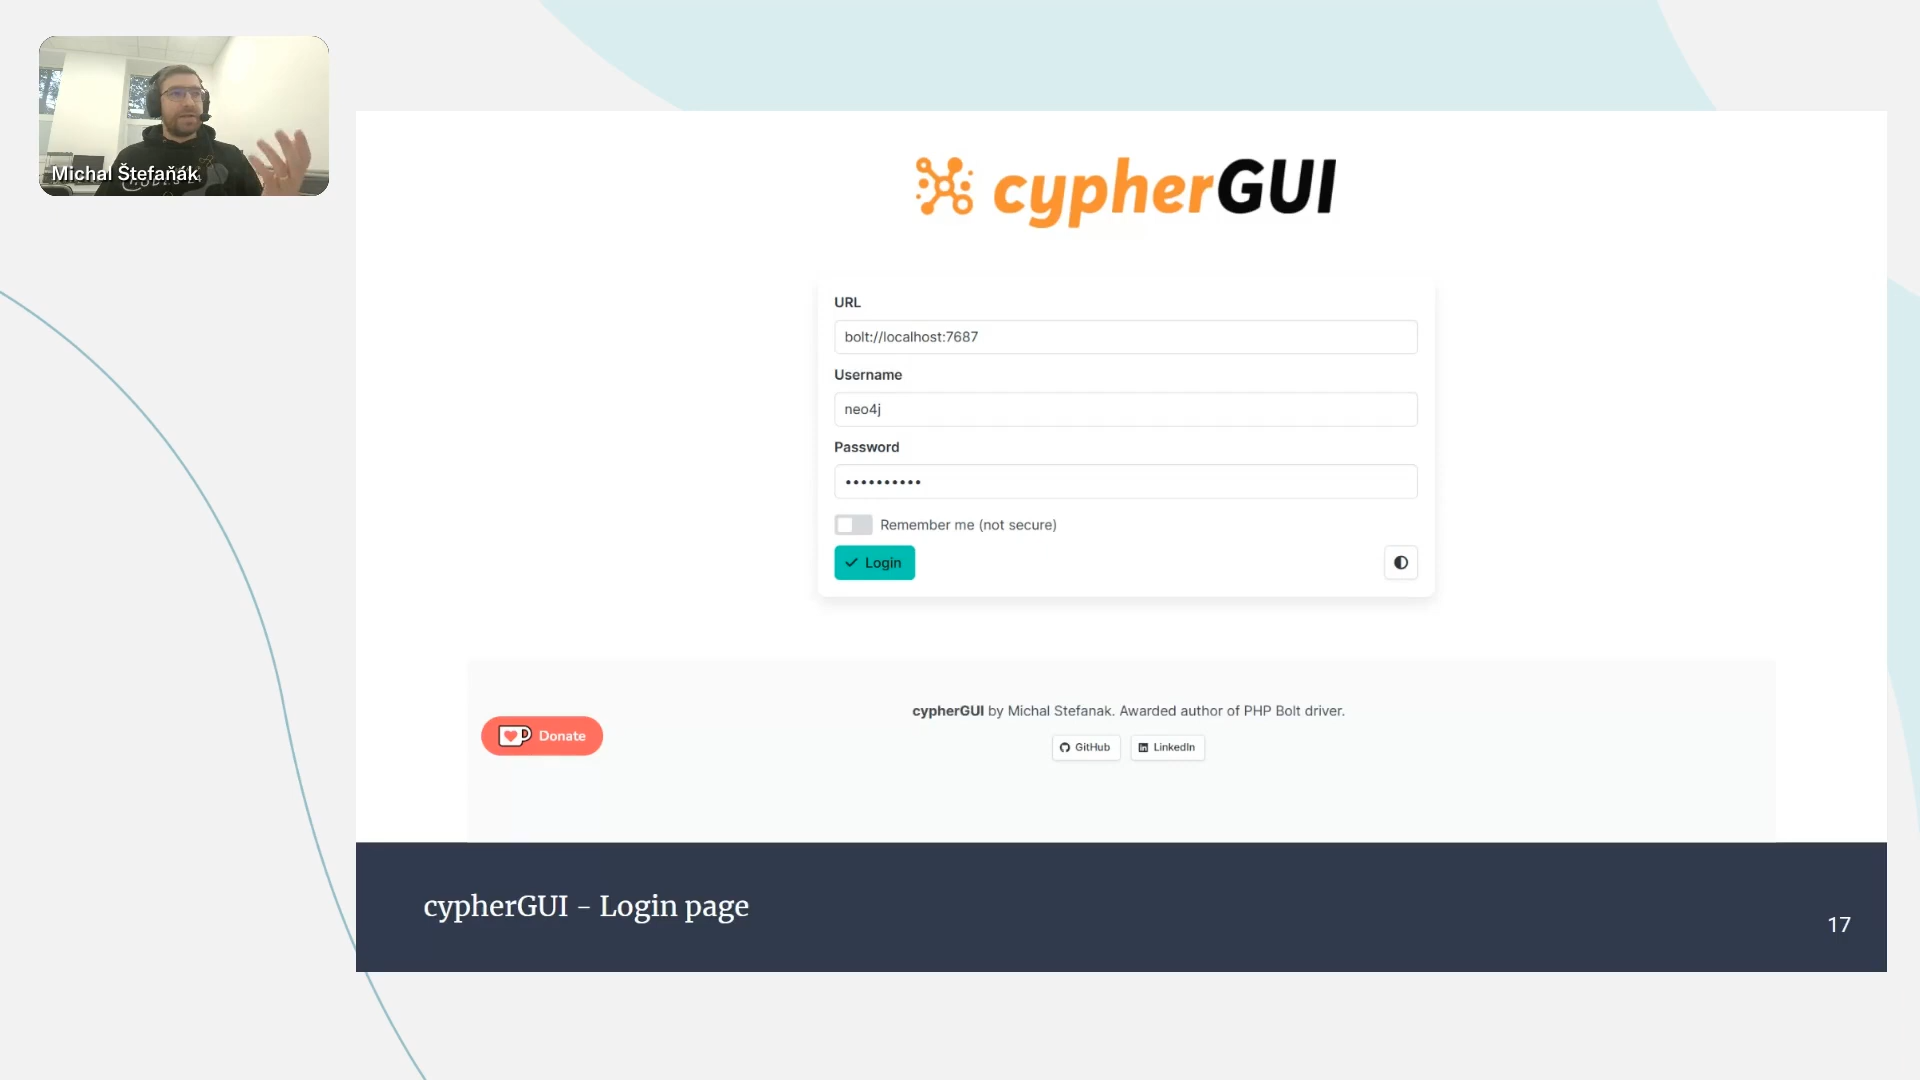 Michal Štefaňák
cypherGUI
URL
bolt://localhost:7687
Username
neo4j
Password
••••••••••
Remember me (not secure)
Login
cypherGUI by Michal Stefanak. Awarded author of PHP Bolt driver.
Donate
GitHub
LinkedIn
cypherGUI - Login page
17